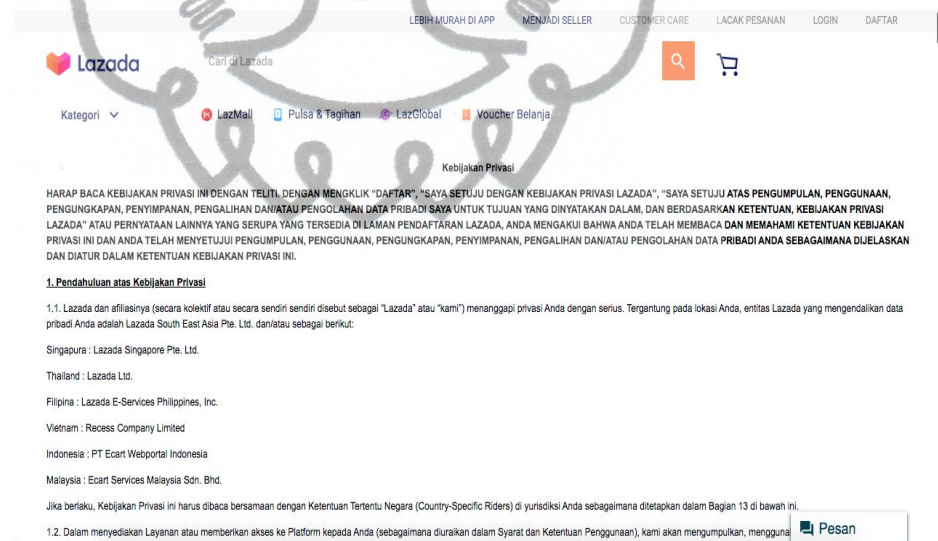 LEBIH MURAH DI APP MENJADI SELLER CUSTOMER CARE LACAK PESANAN LOGIN DAFTAR
Lazada Cari di Lazada
Kategori LazMall Pulsa & Tagihan LazGlobal Voucher Belanja
Kebijakan Privasi
HARAP BACA KEBIJAKAN PRIVASI INI DENGAN TELITI. DENGAN MENGKLIK “DAFTAR”, “SAYA SETUJU DENGAN KEBIJAKAN PRIVASI LAZADA”, “SAYA SETUJU ATAS PENGUMPULAN, PENGGUNAAN,
PENGUNGKAPAN, PENYIMPANAN, PENGALIHAN DAN/ATAU PENGOLAHAN DATA PRIBADI SAYA UNTUK TUJUAN YANG DINYATAKAN DALAM, DAN BERDASARKAN KETENTUAN, KEBIJAKAN PRIVASI
LAZADA” ATAU PERNYATAAN LAINNYA YANG SERUPA YANG TERSEDIA DI LAMAN PENDAFTARAN LAZADA, ANDA MENGAKUI BAHWA ANDA TELAH MEMBACA DAN MEMAHAMI KETENTUAN KEBIJAKAN
PRIVASI INI DAN ANDA TELAH MENYETUJUI PENGUMPULAN, PENGGUNAAN, PENGUNGKAPAN, PENYIMPANAN, PENGALIHAN DAN/ATAU PENGOLAHAN DATA PRIBADI ANDA SEBAGAIMANA DIJELASKAN
DAN DIATUR DALAM KETENTUAN KEBIJAKAN PRIVASI INI.
1. Pendahuluan atas Kebijakan Privasi
1.1. Lazada dan afiliasinya (secara kolektif atau secara sendiri sendiri disebut sebagai “Lazada” atau “kami”) menanggapi privasi Anda dengan serius. Tergantung pada lokasi Anda, entitas Lazada yang mengendalikan data
pribadi Anda adalah Lazada South East Asia Pte. Ltd. dan/atau sebagai berikut:
Singapura : Lazada Singapore Pte. Ltd.
Thailand : Lazada Ltd.
Filipina : Lazada E-Services Philippines, Inc.
Vietnam : Recess Company Limited
Indonesia : PT Ecart Webportal Indonesia
Malaysia : Ecart Services Malaysia Sdn. Bhd.
Jika berlaku, Kebijakan Privasi ini harus dibaca bersamaan dengan Ketentuan Tertentu Negara (Country-Specific Riders) di yurisdiksi Anda sebagaimana ditetapkan dalam Bagian 13 di bawah ini.
1.2. Dalam menyediakan Layanan atau memberikan akses ke Platform kepada Anda (sebagaimana diuraikan dalam Syarat dan Ketentuan Penggunaan), kami akan mengumpulkan, mengguna
Pesan